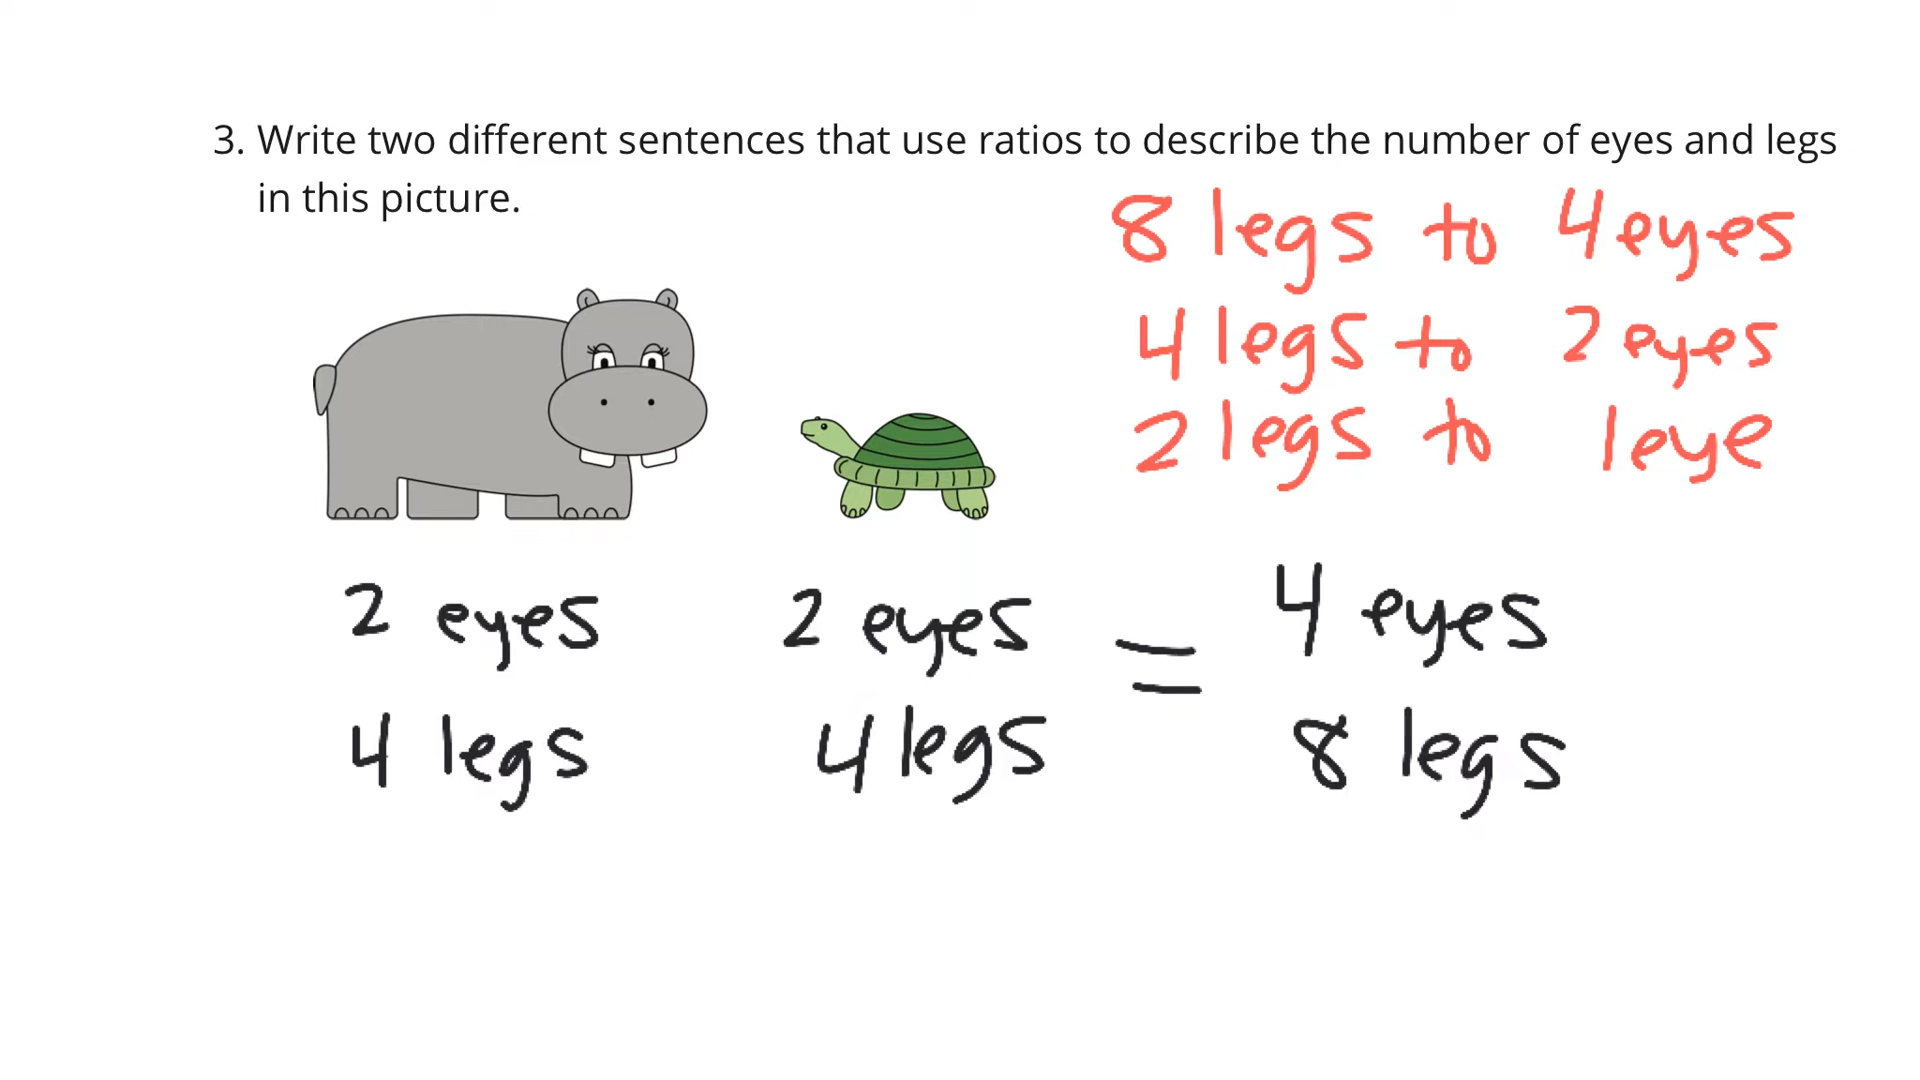 3. Write two different sentences that use ratios to describe the number of eyes and legs
in this picture.
8 legs to 4 eyes
4 legs to 2 eyes
2 legs to 1 eye
2 eyes 2 eyes = 4 eyes
4 legs 4 legs 8 legs